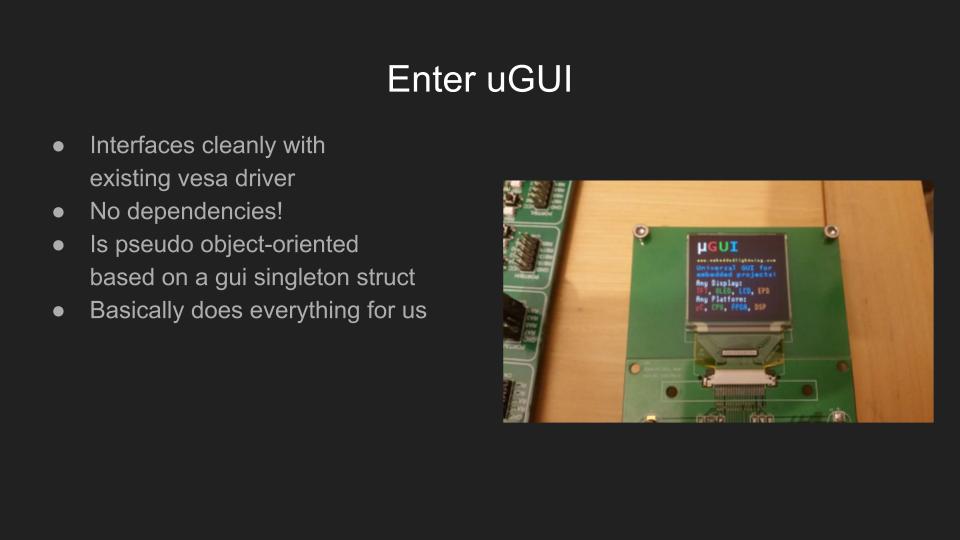 Enter uGUI
● Interfaces cleanly with
existing vesa driver
● No dependencies!
● Is pseudo object-oriented
based on a gui singleton struct
● Basically does everything for us
µGUI
www.embeddedlightning.com
Universal GUI for
embedded projects!
Any Display:
TFT, OLED, LCD, EPD
Any Platform:
µC, CPU, FPGA, DSP